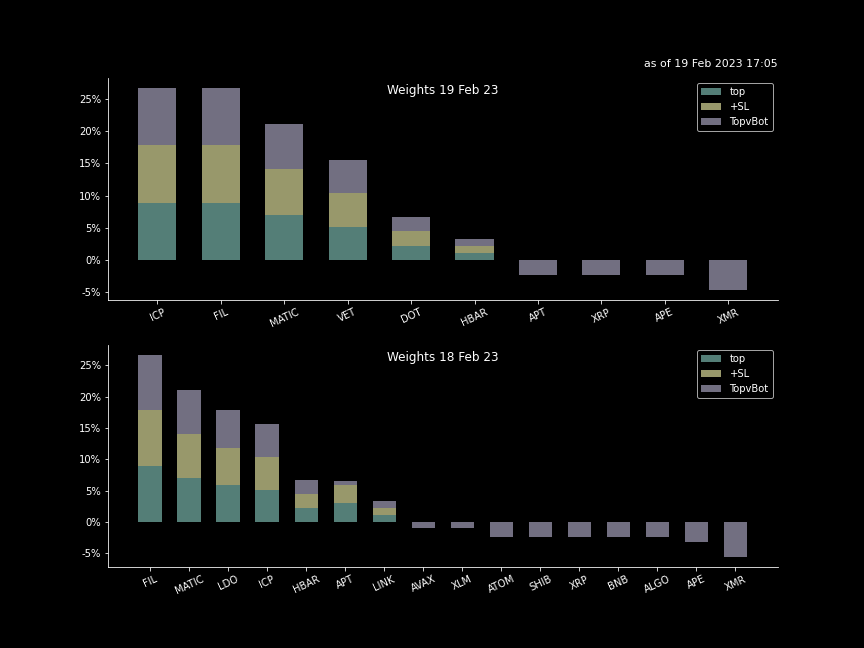 as of 19 Feb 2023 17:05
Weights 19 Feb 23
top
+SL
TopvBot
25%
20%
15%
10%
5%
0%
-5%
ICP FIL MATIC VET DOT HBAR APT XRP APE XMR
Weights 18 Feb 23
top
+SL
TopvBot
25%
20%
15%
10%
5%
0%
-5%
FIL MATIC LDO ICP HBAR APT LINK AVAX XLM ATOM SHIB XRP BNB ALGO APE XMR